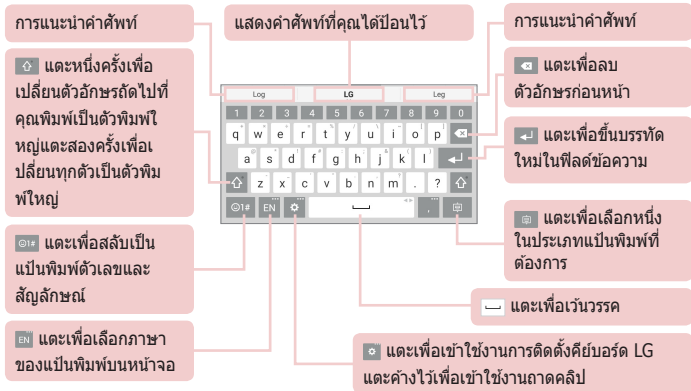 การแนะนำคำศัพท์
แสดงคำศัพท์ที่คุณได้ป้อนไว้
การแนะนำคำศัพท์
แตะหนึ่งครั้งเพื่อ
เปลี่ยนตัวอักษรถัดไปที่
คุณพิมพ์เป็นตัวพิมพ์ใ
หญ่แตะสองครั้งเพื่อเ
ปลี่ยนทุกตัวเป็นตัวพิม
พ์ใหญ่
แตะเพื่อสลับเป็น
แป้นพิมพ์ตัวเลขและ
สัญลักษณ์
EN แตะเพื่อเลือกภาษา
ของแป้นพิมพ์บนหน้าจอ
Log LG Leg
1 2 3 4 5 6 7 8 9 0
q w e r t y u i o p
a s d f g h j k l
z x c v b n m . ?
☺1# EN ,
แตะเพื่อลบ
ตัวอักษรก่อนหน้า
แตะเพื่อขึ้นบรรทัด
ใหม่ในฟิลด์ข้อความ
แตะเพื่อเลือกหนึ่ง
ในประเภทแป้นพิมพ์ที่
ต้องการ
แตะเพื่อเว้นวรรค
แตะเพื่อเข้าใช้งานการติดตั้งคีย์บอร์ด LG
แตะค้างไว้เพื่อเข้าใช้งานถาดคลิป